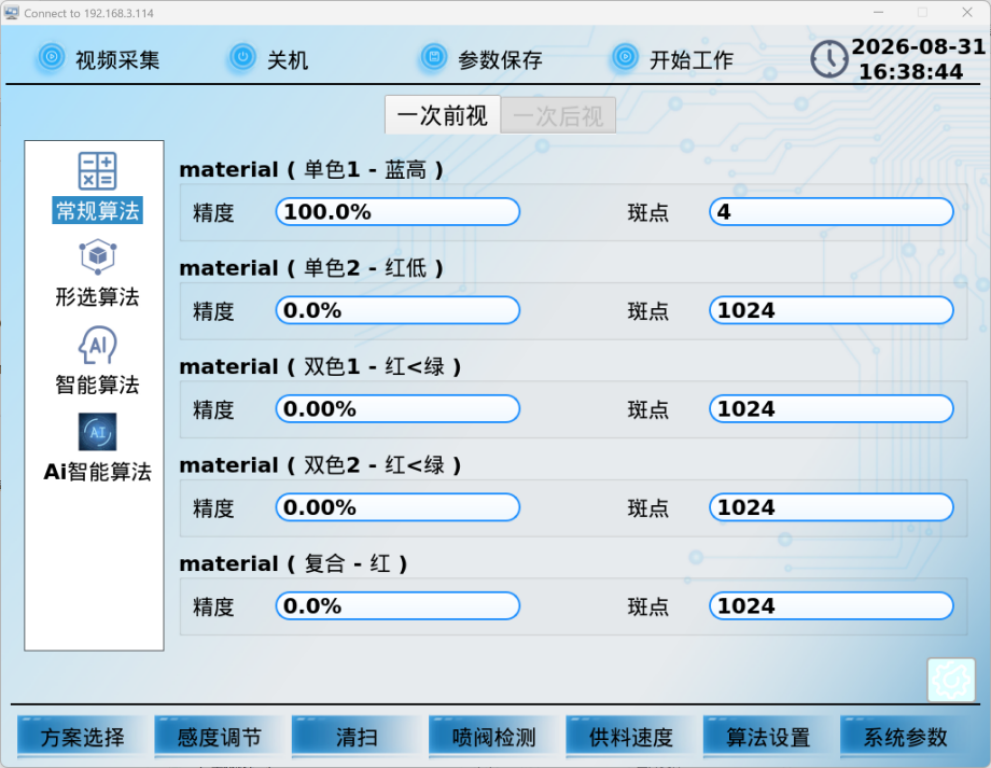 Connect to 192.168.3.114
视频采集 关机 参数保存 开始工作 2026-08-31
16:38:44
一次前视 一次后视
常规算法
形选算法
智能算法
AI
Ai智能算法
material ( 单色1 - 蓝高 )
精度 100.0% 斑点 4
material ( 单色2 - 红低 )
精度 0.0% 斑点 1024
material ( 双色1 - 红<绿 )
精度 0.00% 斑点 1024
material ( 双色2 - 红<绿 )
精度 0.00% 斑点 1024
material ( 复合 - 红 )
精度 0.0% 斑点 1024
方案选择 感度调节 清扫 喷阀检测 供料速度 算法设置 系统参数